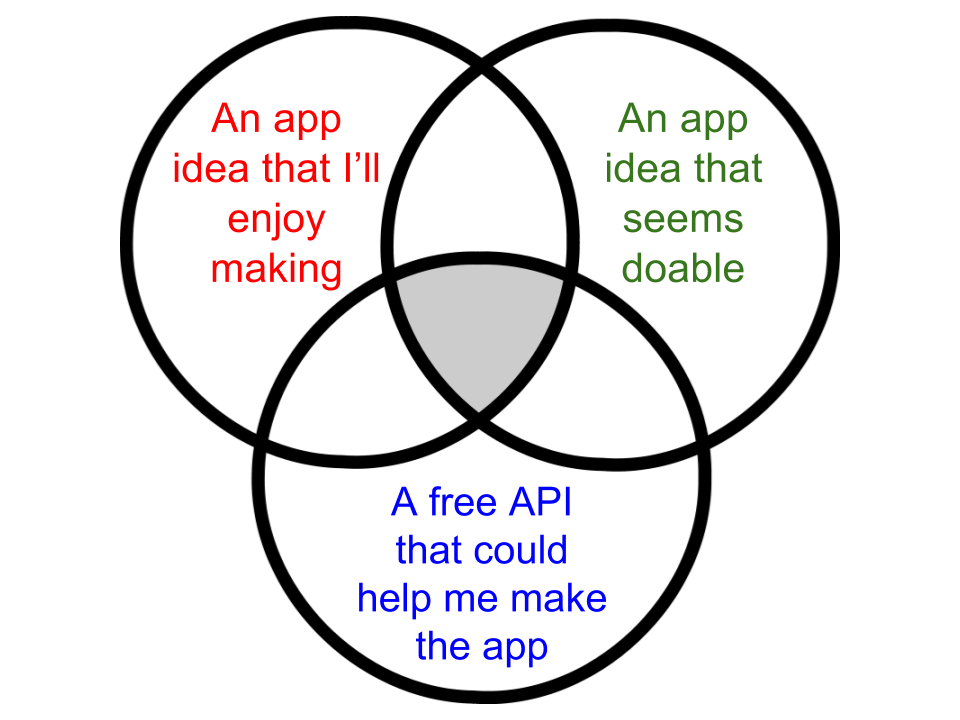 An app
idea that I’ll
enjoy
making
An app
idea that
seems
doable
A free API
that could
help me make
the app